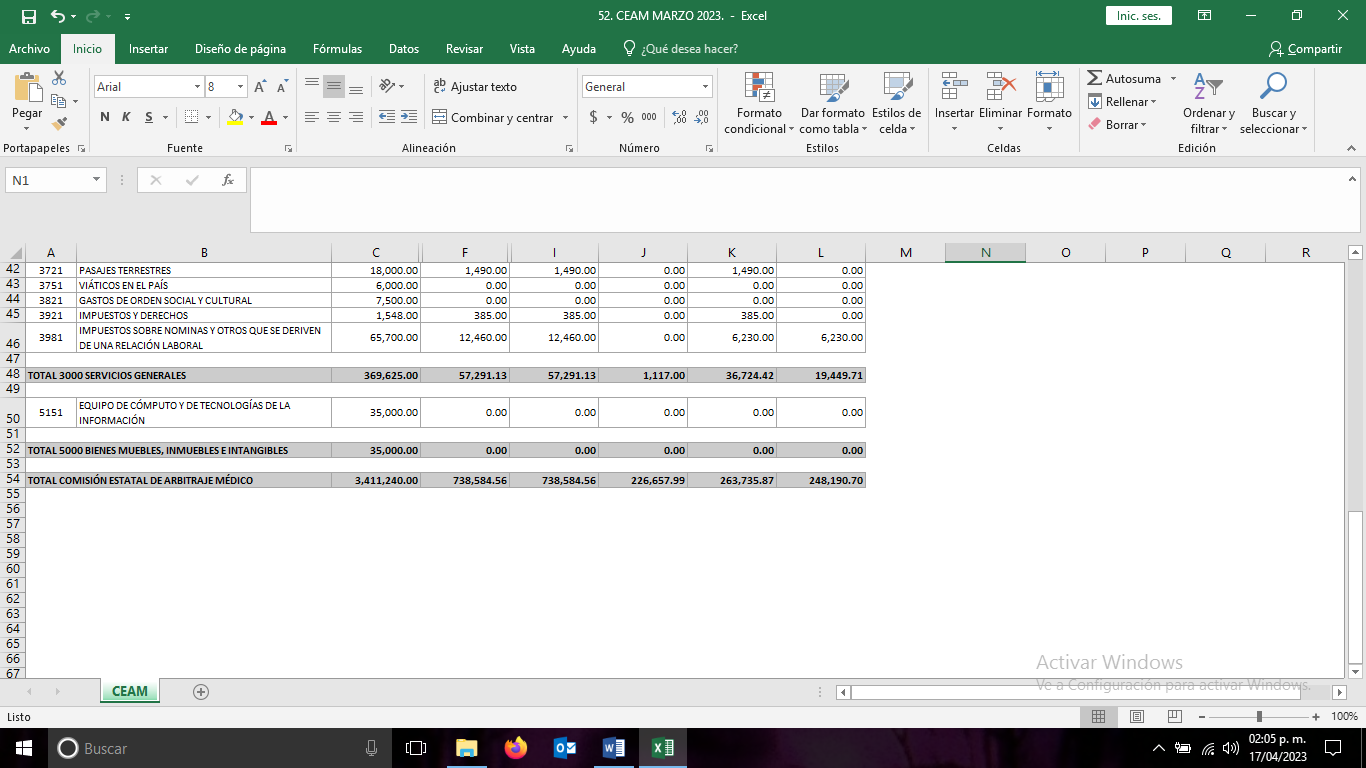 52. CEAM MARZO 2023. - Excel
Inic. ses.
Archivo Inicio Insertar Diseño de página Fórmulas Datos Revisar Vista Ayuda ¿Qué desea hacer? Compartir
Pegar
Portapapeles
Arial 8
N K S
Fuente
Ajustar texto
Combinar y centrar
Alineación
General
$ % 000
Número
Formato condicional
Dar formato como tabla
Estilos de celda
Estilos
Insertar Eliminar Formato
Celdas
Autosuma
Rellenar
Borrar
Ordenar y filtrar
Buscar y seleccionar
Edición
N1 fx
A B C F I J K L M N O P Q R
42 3721 PASAJES TERRESTRES 18,000.00 1,490.00 1,490.00 0.00 1,490.00 0.00
43 3751 VIÁTICOS EN EL PAÍS 6,000.00 0.00 0.00 0.00 0.00 0.00
44 3821 GASTOS DE ORDEN SOCIAL Y CULTURAL 7,500.00 0.00 0.00 0.00 0.00 0.00
45 3921 IMPUESTOS Y DERECHOS 1,548.00 385.00 385.00 0.00 385.00 0.00
46 3981 IMPUESTOS SOBRE NOMINAS Y OTROS QUE SE DERIVEN
DE UNA RELACIÓN LABORAL 65,700.00 12,460.00 12,460.00 0.00 6,230.00 6,230.00
47
48 TOTAL 3000 SERVICIOS GENERALES 369,625.00 57,291.13 57,291.13 1,117.00 36,724.42 19,449.71
49
50 5151 EQUIPO DE CÓMPUTO Y DE TECNOLOGÍAS DE LA
INFORMACIÓN 35,000.00 0.00 0.00 0.00 0.00 0.00
51
52 TOTAL 5000 BIENES MUEBLES, INMUEBLES E INTANGIBLES 35,000.00 0.00 0.00 0.00 0.00 0.00
53
54 TOTAL COMISIÓN ESTATAL DE ARBITRAJE MÉDICO 3,411,240.00 738,584.56 738,584.56 226,657.99 263,735.87 248,190.70
55
56
57
58
59
60
61
62
63
64
65
66
67
Activar Windows
Ve a Configuración para activar Windows.
CEAM
Listo
100%
Buscar
02:05 p. m.
17/04/2023